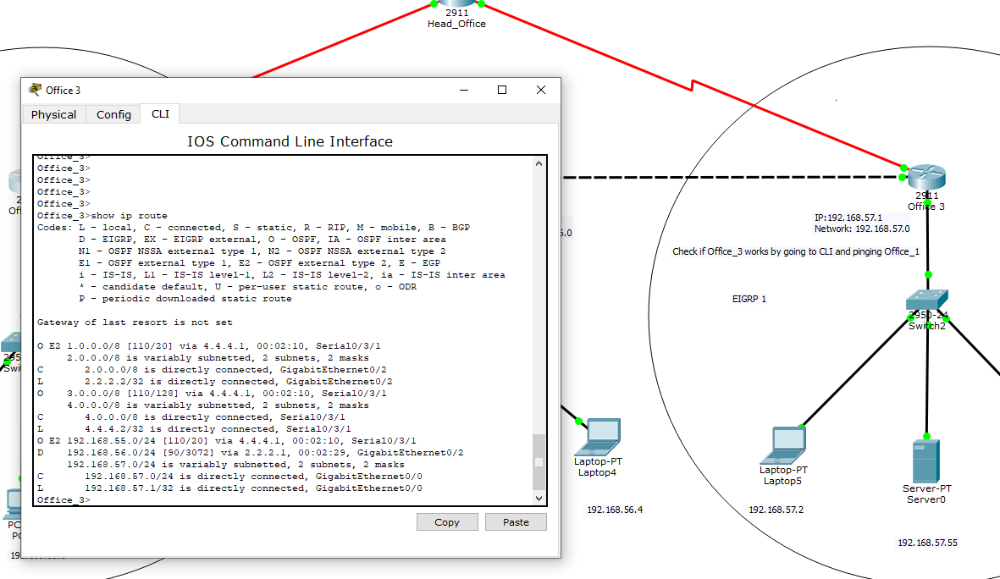 2911
Head_Office
Office 3
Physical
Config
CLI
IOS Command Line Interface
Office_3>
Office_3>
Office_3>
Office_3>
Office_3>
Office_3>show ip route
Codes: L - local, C - connected, S - static, R - RIP, M - mobile, B - BGP
D - EIGRP, EX - EIGRP external, O - OSPF, IA - OSPF inter area
N1 - OSPF NSSA external type 1, N2 - OSPF NSSA external type 2
E1 - OSPF external type 1, E2 - OSPF external type 2, E - EGP
i - IS-IS, L1 - IS-IS level-1, L2 - IS-IS level-2, ia - IS-IS inter area
* - candidate default, U - per-user static route, o - ODR
P - periodic downloaded static route
Gateway of last resort is not set
O E2 1.0.0.0/8 [110/20] via 4.4.4.1, 00:02:10, Serial0/3/1
2.0.0.0/8 is variably subnetted, 2 subnets, 2 masks
C 2.0.0.0/8 is directly connected, GigabitEthernet0/2
L 2.2.2.2/32 is directly connected, GigabitEthernet0/2
O 3.0.0.0/8 [110/128] via 4.4.4.1, 00:02:10, Serial0/3/1
4.0.0.0/8 is variably subnetted, 2 subnets, 2 masks
C 4.0.0.0/8 is directly connected, Serial0/3/1
L 4.4.4.2/32 is directly connected, Serial0/3/1
O E2 192.168.55.0/24 [110/20] via 4.4.4.1, 00:02:10, Serial0/3/1
D 192.168.56.0/24 [90/3072] via 2.2.2.1, 00:02:29, GigabitEthernet0/2
192.168.57.0/24 is variably subnetted, 2 subnets, 2 masks
C 192.168.57.0/24 is directly connected, GigabitEthernet0/0
L 192.168.57.1/32 is directly connected, GigabitEthernet0/0
Office_3>
Copy
Paste
2911
Office 3
IP:192.168.57.1
Network: 192.168.57.0
Check if Office_3 works by going to CLI and pinging Office_1
EIGRP 1
2950-24
Switch2
Laptop-PT
Laptop4
192.168.56.4
Laptop-PT
Laptop5
192.168.57.2
Server-PT
Server0
192.168.57.55